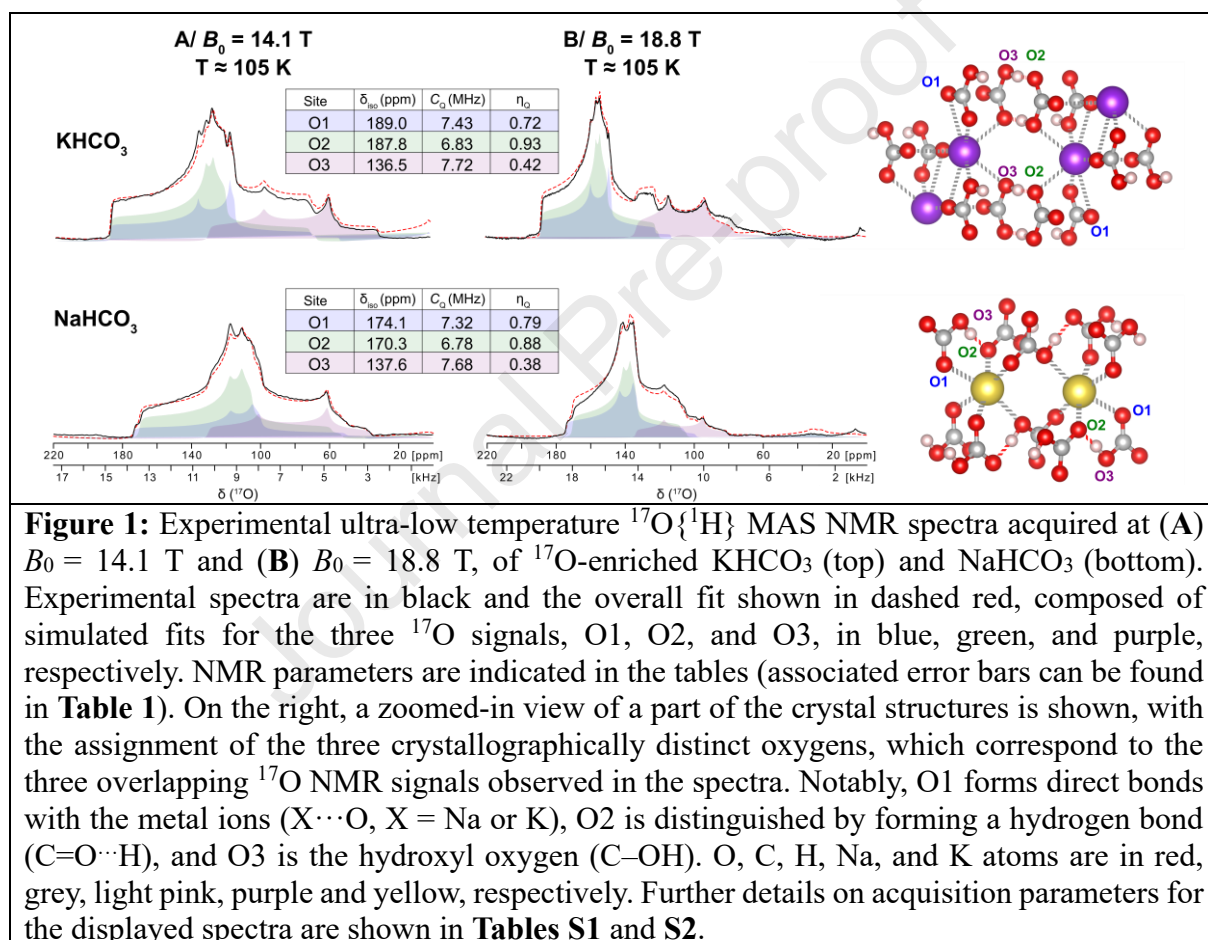 A/ B₀ = 14.1 T
T ≈ 105 K
B/ B₀ = 18.8 T
T ≈ 105 K
KHCO₃
Site δiso (ppm) CQ (MHz) ηQ
O1 189.0 7.43 0.72
O2 187.8 6.83 0.93
O3 136.5 7.72 0.42
O3 O2
O1
O3 O2
O1
NaHCO₃
Site δiso (ppm) CQ (MHz) ηQ
O1 174.1 7.32 0.79
O2 170.3 6.78 0.88
O3 137.6 7.68 0.38
O3
O2
O1
O1
O2
O3
220 180 140 100 60 20 [ppm]
17 15 13 11 9 7 5 3 [kHz]
δ (¹⁷O)
220 180 140 100 60 20 [ppm]
22 18 14 10 6 2 [kHz]
δ (¹⁷O)
Journal Pre-proof
Figure 1: Experimental ultra-low temperature ¹⁷O{¹H} MAS NMR spectra acquired at (A)
B₀ = 14.1 T and (B) B₀ = 18.8 T, of ¹⁷O-enriched KHCO₃ (top) and NaHCO₃ (bottom).
Experimental spectra are in black and the overall fit shown in dashed red, composed of
simulated fits for the three ¹⁷O signals, O1, O2, and O3, in blue, green, and purple,
respectively. NMR parameters are indicated in the tables (associated error bars can be found
in Table 1). On the right, a zoomed-in view of a part of the crystal structures is shown, with
the assignment of the three crystallographically distinct oxygens, which correspond to the
three overlapping ¹⁷O NMR signals observed in the spectra. Notably, O1 forms direct bonds
with the metal ions (X⋯O, X = Na or K), O2 is distinguished by forming a hydrogen bond
(C=O⋯H), and O3 is the hydroxyl oxygen (C–OH). O, C, H, Na, and K atoms are in red,
grey, light pink, purple and yellow, respectively. Further details on acquisition parameters for
the displayed spectra are shown in Tables S1 and S2.